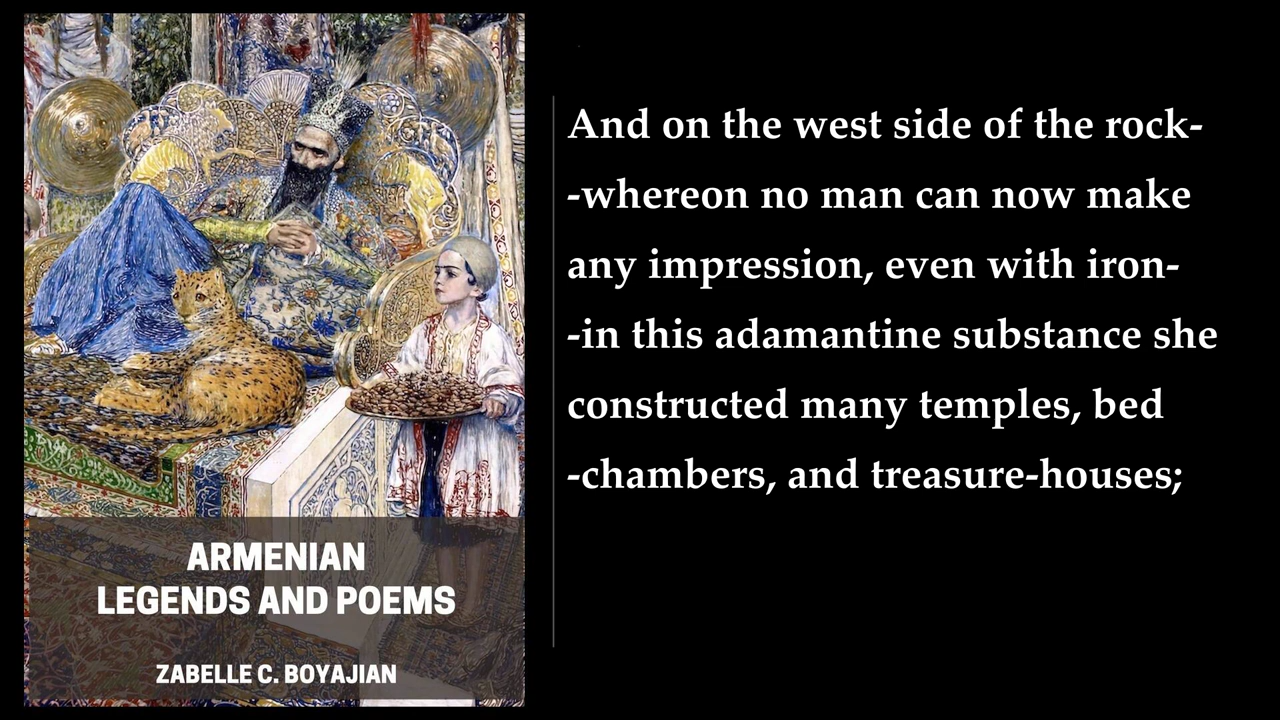 And on the west side of the rock-
-whereon no man can now make
any impression, even with iron-
-in this adamantine substance she
constructed many temples, bed
-chambers, and treasure-houses;
ARMENIAN
LEGENDS AND POEMS
ZABELLE C. BOYAJIAN